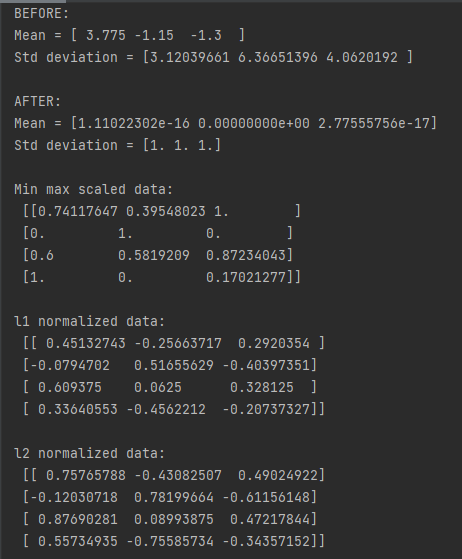 BEFORE:
Mean = [ 3.775 -1.15  -1.3  ]
Std deviation = [3.12039661 6.36651396 4.0620192 ]

AFTER:
Mean = [1.11022302e-16 0.00000000e+00 2.77555756e-17]
Std deviation = [1. 1. 1.]

Min max scaled data:
 [[0.74117647 0.39548023 1.        ]
 [0.         1.         0.        ]
 [0.6        0.5819209  0.87234043]
 [1.         0.         0.17021277]]

l1 normalized data:
 [[ 0.45132743 -0.25663717  0.2920354 ]
 [-0.0794702   0.51655629 -0.40397351]
 [ 0.609375    0.0625      0.328125  ]
 [ 0.33640553 -0.4562212  -0.20737327]]

l2 normalized data:
 [[ 0.75765788 -0.43082507  0.49024922]
 [-0.12030718  0.78199664 -0.61156148]
 [ 0.87690281  0.08993875  0.47217844]
 [ 0.55734935 -0.75585734 -0.34357152]]